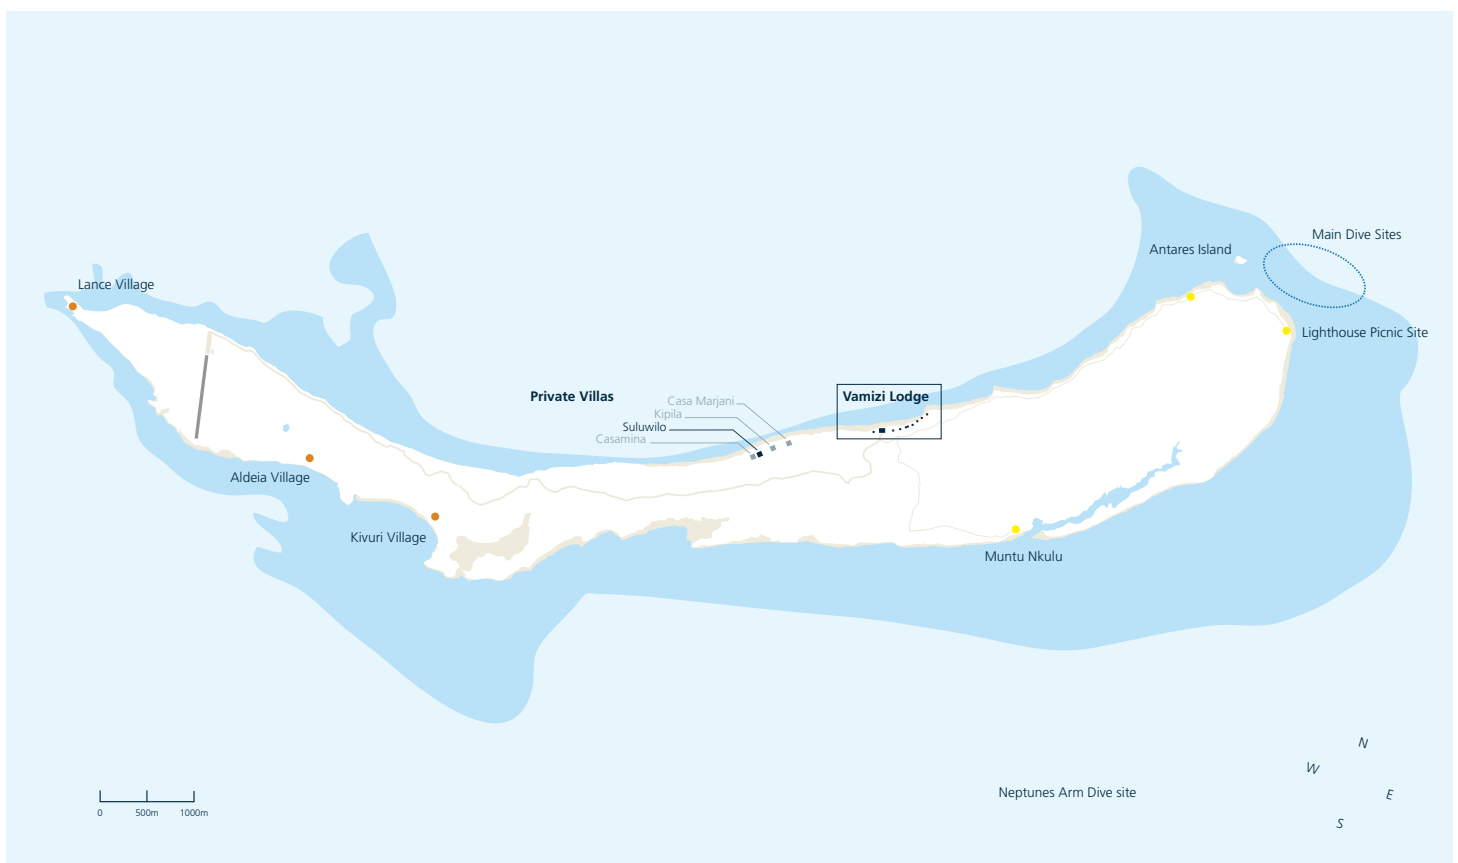 Main Dive Sites
Antares Island
Lance Village
Lighthouse Picnic Site
Private Villas
Vamizi Lodge
Casa Marjani
Kipila
Suluwilo
Casamina
Aldeia Village
Kivuri Village
Muntu Nkulu
N
W
Neptunes Arm Dive site
E
0 500m 1000m
S